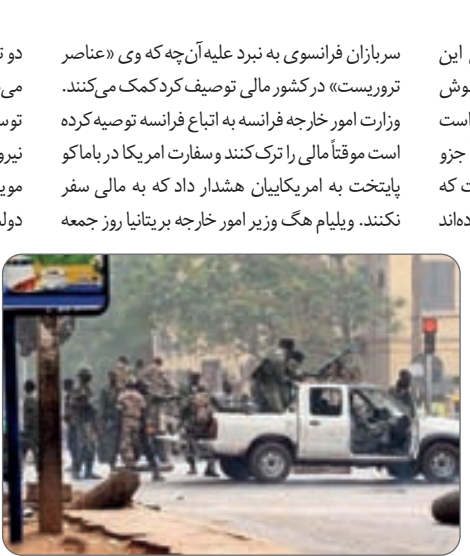 سربازان فرانسوی به نبرد علیه آن‌چه که وی «عناصر
تروریست» در کشور مالی توصیف کرد کمک می‌کنند.
وزارت امور خارجه فرانسه به اتباع فرانسه توصیه کرده
است موقتاً مالی را ترک کنند و سفارت امریکا در باماکو
پایتخت به امریکاییان هشدار داد که به مالی سفر
نکنند. ویلیام هگ وزیر امور خارجه بریتانیا روز جمعه